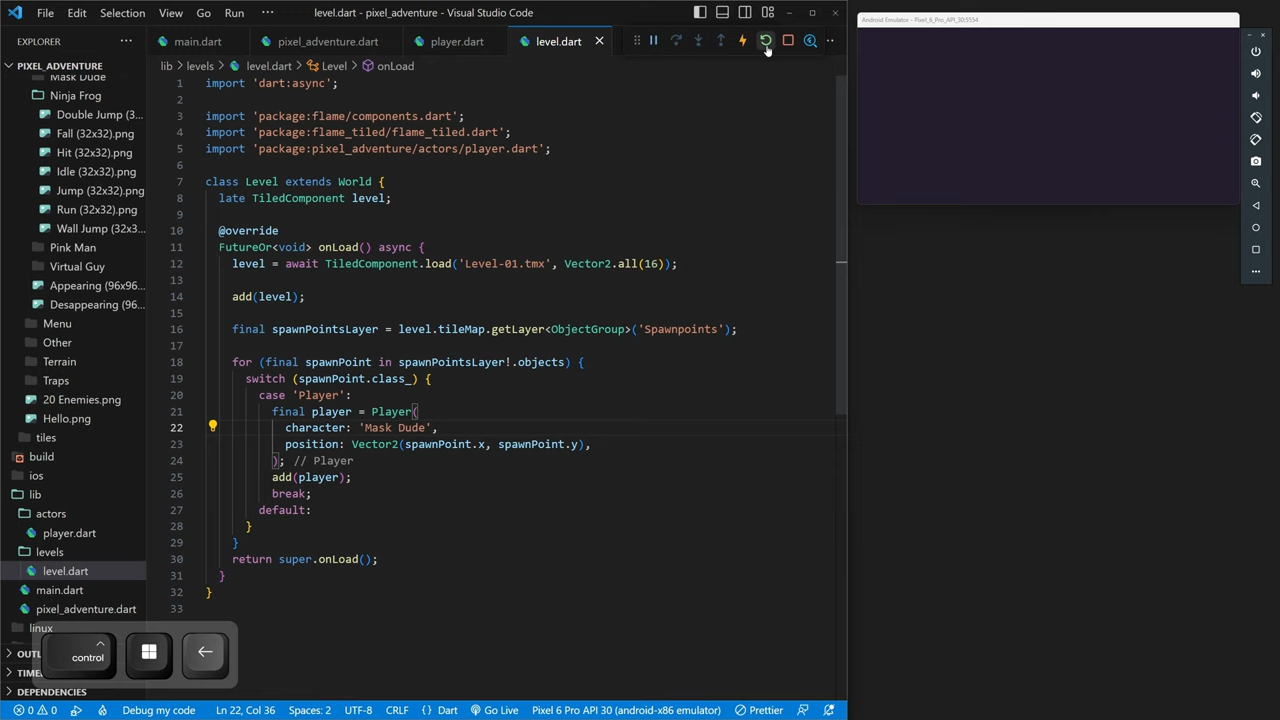 File Edit Selection View Go Run ··· level.dart • pixel_adventure - Visual Studio Code
EXPLORER ···
PIXEL_ADVENTURE
Mask Dude
Ninja Frog
Double Jump (3...
Fall (32x32).png
Hit (32x32).png
Idle (32x32).png
Jump (32x32).png
Run (32x32).png
Wall Jump (32x3...
Pink Man
Virtual Guy
Appearing (96x96...
Desappearing (96x...
Menu
Other
Terrain
Traps
20 Enemies.png
Hello.png
tiles
build
ios
lib
actors
player.dart
levels
level.dart
main.dart
pixel_adventure.dart
linux
OUTL
TIME
DEPENDENCIES
main.dart pixel_adventure.dart player.dart level.dart
lib > levels > level.dart > Level > onLoad
1 import 'dart:async';
2
3 import 'package:flame/components.dart';
4 import 'package:flame_tiled/flame_tiled.dart';
5 import 'package:pixel_adventure/actors/player.dart';
6
7 class Level extends World {
8 late TiledComponent level;
9
10 @override
11 FutureOr<void> onLoad() async {
12 level = await TiledComponent.load('Level-01.tmx', Vector2.all(16));
13
14 add(level);
15
16 final spawnPointsLayer = level.tileMap.getLayer<ObjectGroup>('Spawnpoints');
17
18 for (final spawnPoint in spawnPointsLayer!.objects) {
19 switch (spawnPoint.class_) {
20 case 'Player':
21 final player = Player(
22 character: 'Mask Dude',
23 position: Vector2(spawnPoint.x, spawnPoint.y),
24 ); // Player
25 add(player);
26 break;
27 default:
28 }
29 }
30 return super.onLoad();
31 }
32 }
33
control
0 0 Debug my code Ln 22, Col 36 Spaces: 2 UTF-8 CRLF {} Dart Go Live Pixel 6 Pro API 30 (android-x86 emulator) Prettier
Android Emulator - Pixel_6_Pro_API_30:5554